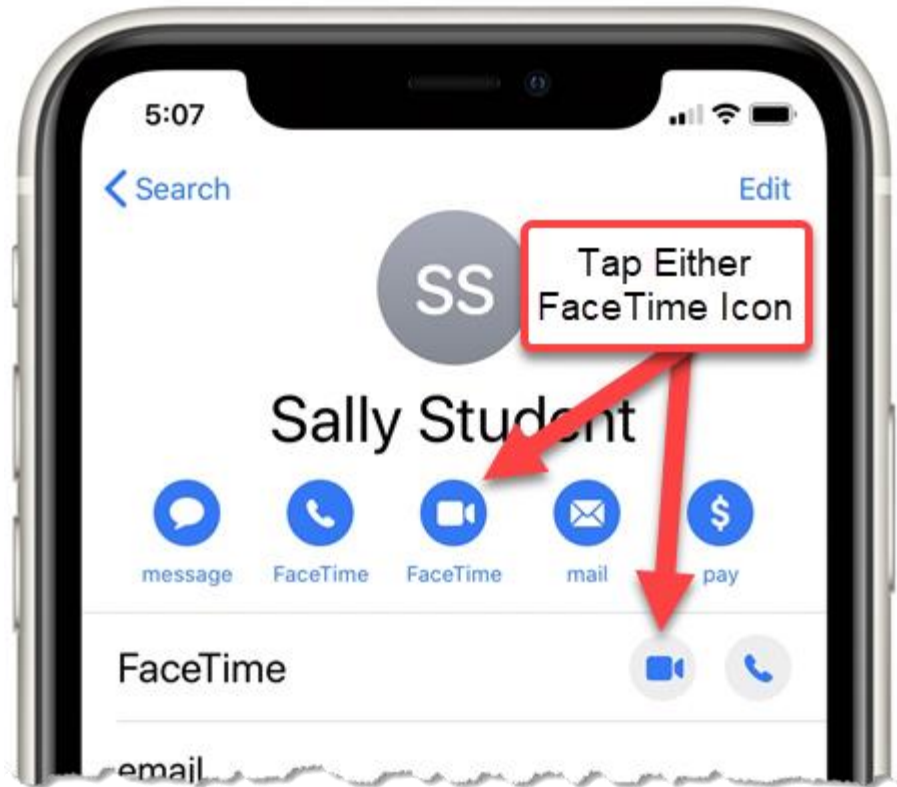 5:07
Search
Edit
SS
Tap Either
FaceTime Icon
Sally Student
message
FaceTime
FaceTime
mail
$
pay
FaceTime
email